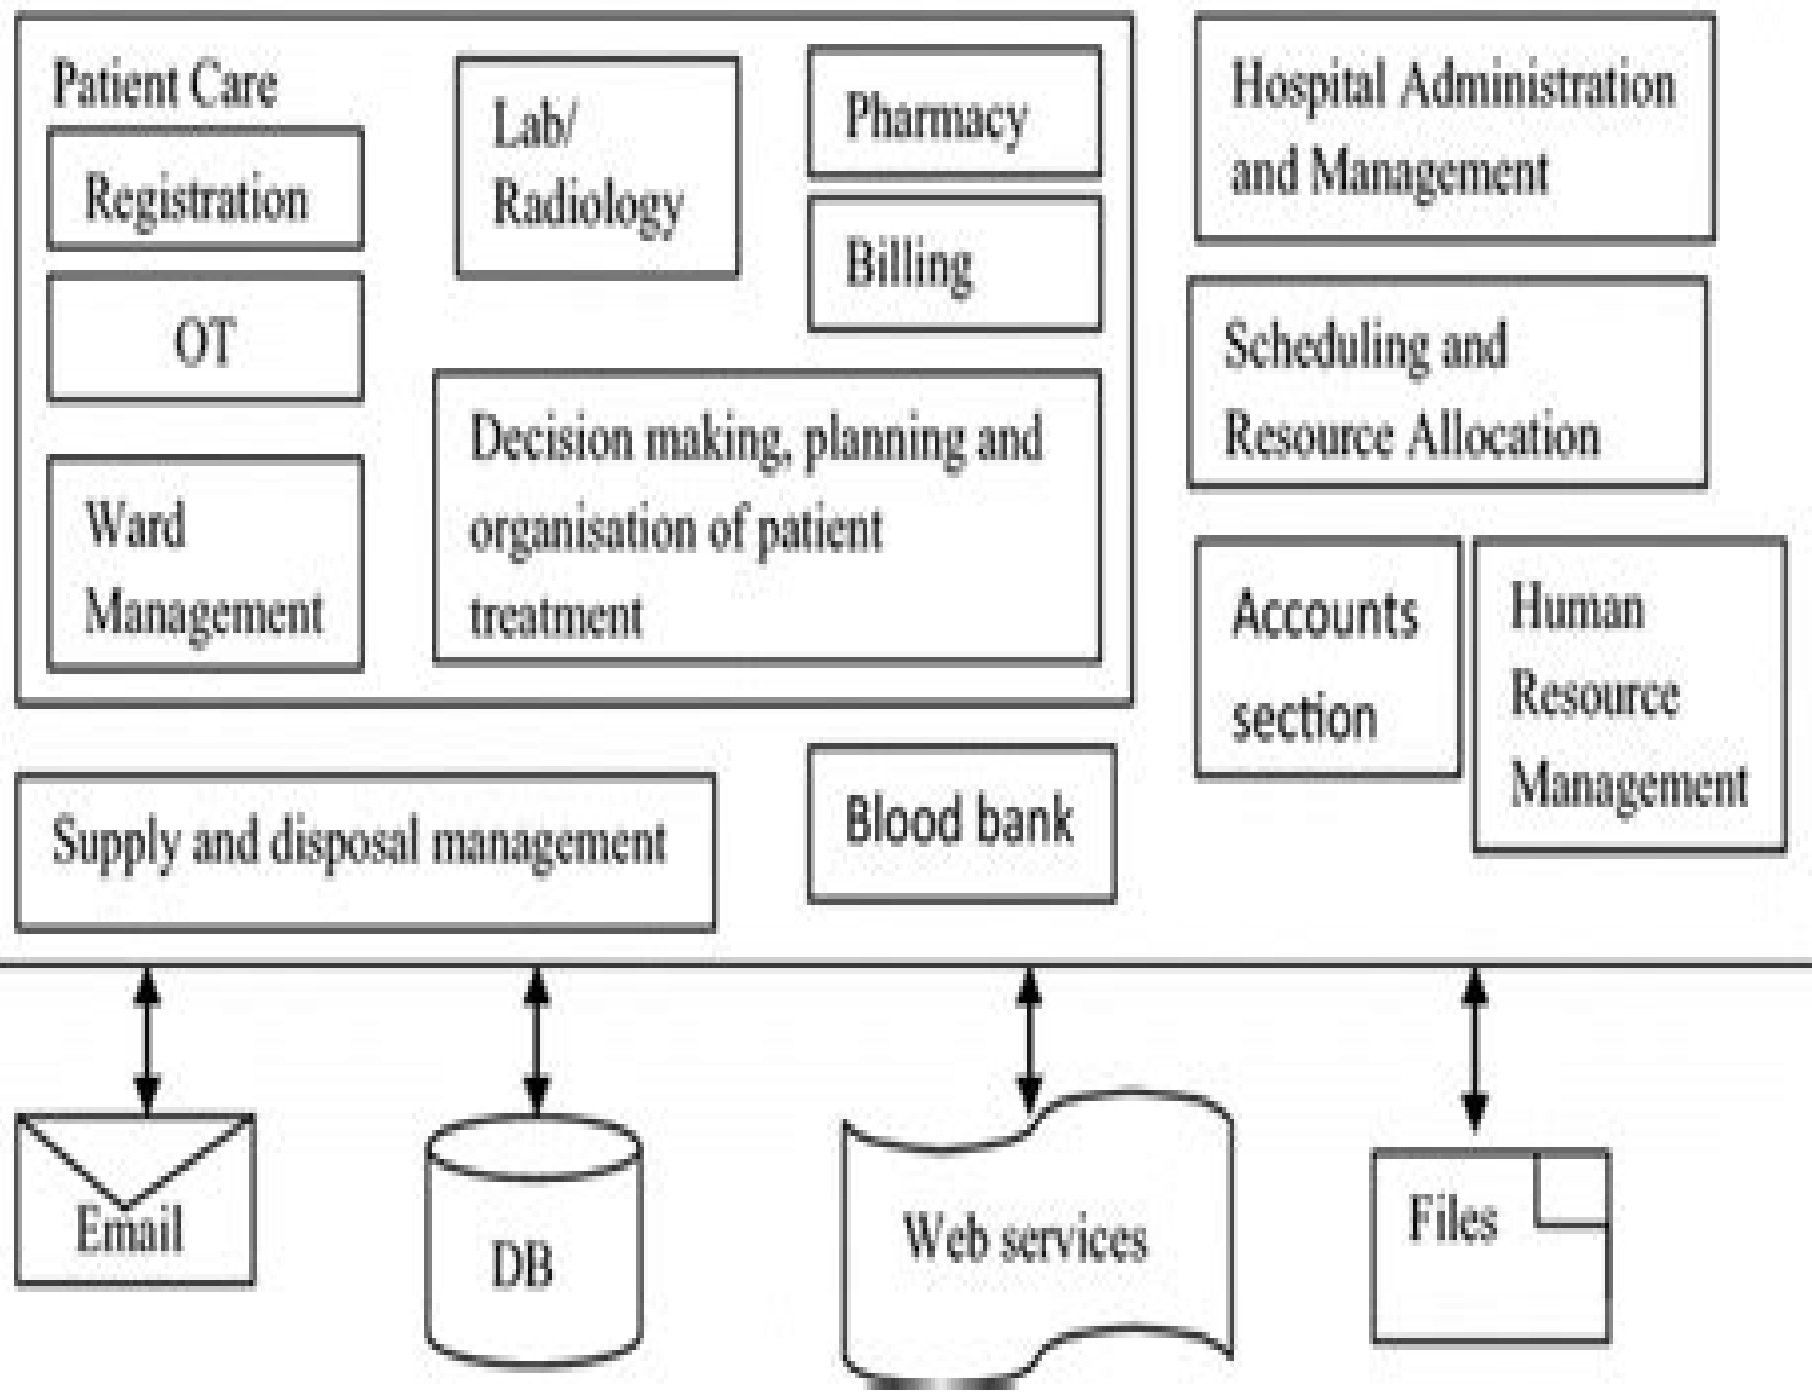 Patient Care
Registration
OT
Ward
Management
Lab/
Radiology
Pharmacy
Billing
Decision making, planning and
organisation of patient
treatment
Hospital Administration
and Management
Scheduling and
Resource Allocation
Accounts
section
Human
Resource
Management
Supply and disposal management
Blood bank
Email
DB
Web services
Files